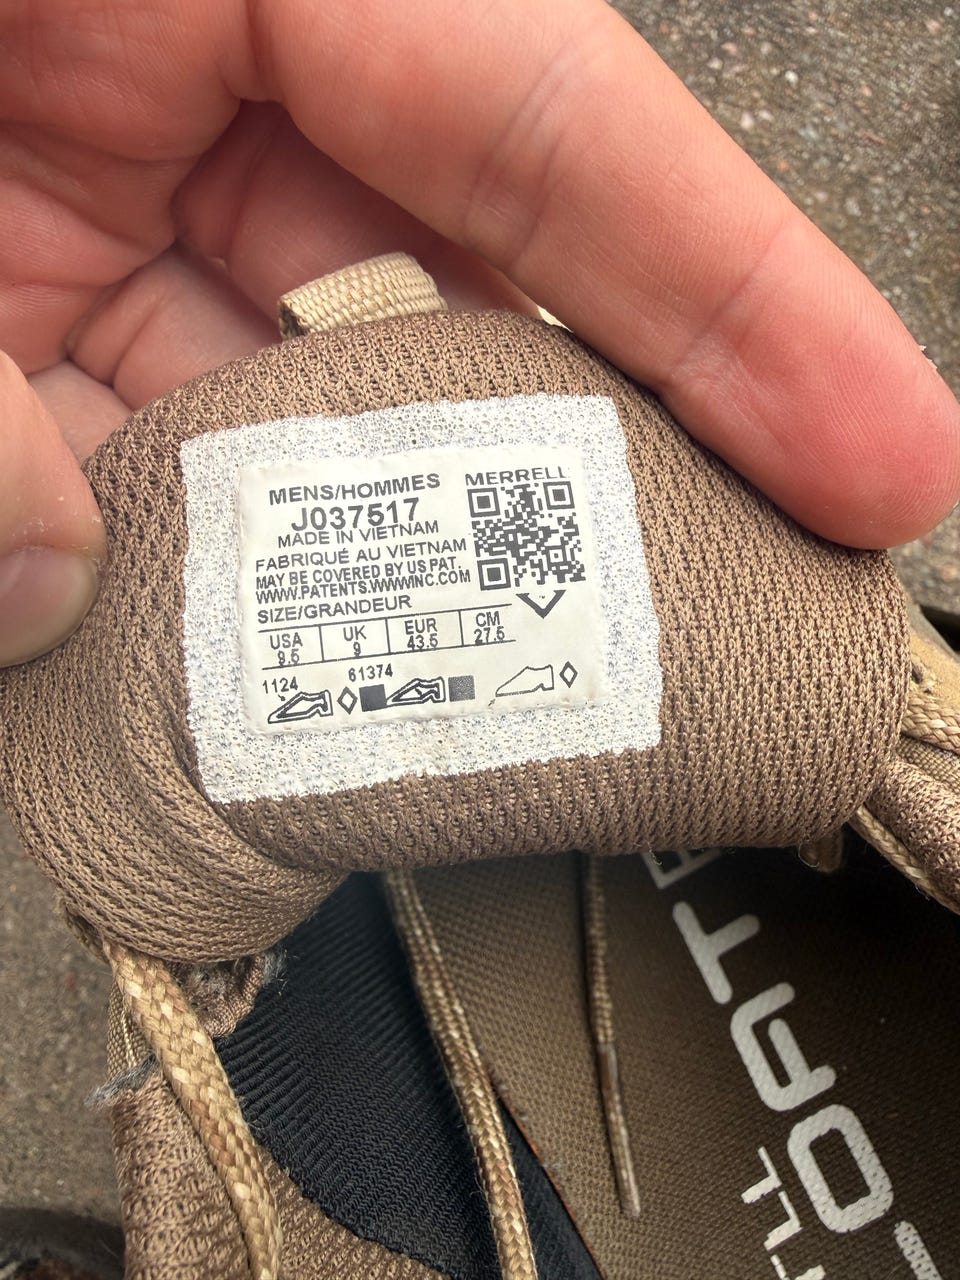 MENS/HOMMES
J037517
MADE IN VIETNAM
FABRIQUÉ AU VIETNAM
MAY BE COVERED BY US PAT.
WWW.PATENTS.WWWINC.COM
SIZE/GRANDEUR
USA UK EUR CM
9.5 9 43.5 27.5
1124 61374
MERRELL
™